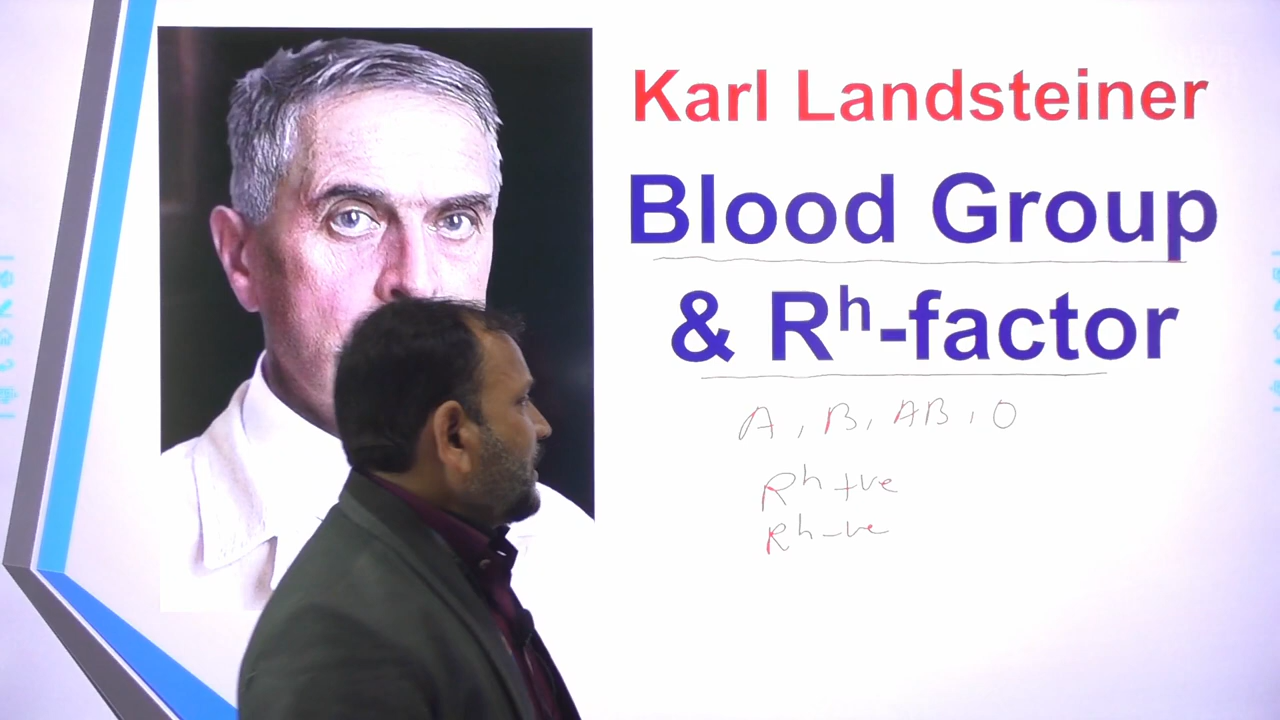 Karl Landsteiner
Blood Group
& Rh-factor
A, B, AB, O
Rh +ve
Rh -ve